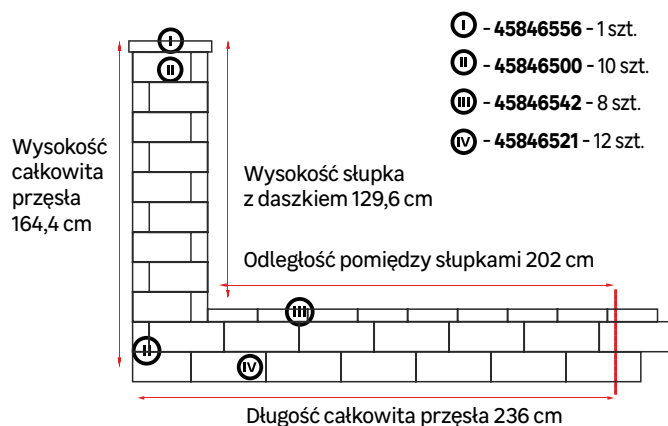 I
II
I - 45846556 - 1 szt.
II - 45846500 - 10 szt.
III - 45846542 - 8 szt.
IV - 45846521 - 12 szt.
Wysokość
całkowita
przęsła
164,4 cm
Wysokość słupka
z daszkiem 129,6 cm
Odległość pomiędzy słupkami 202 cm
III
II
IV
Długość całkowita przęsła 236 cm